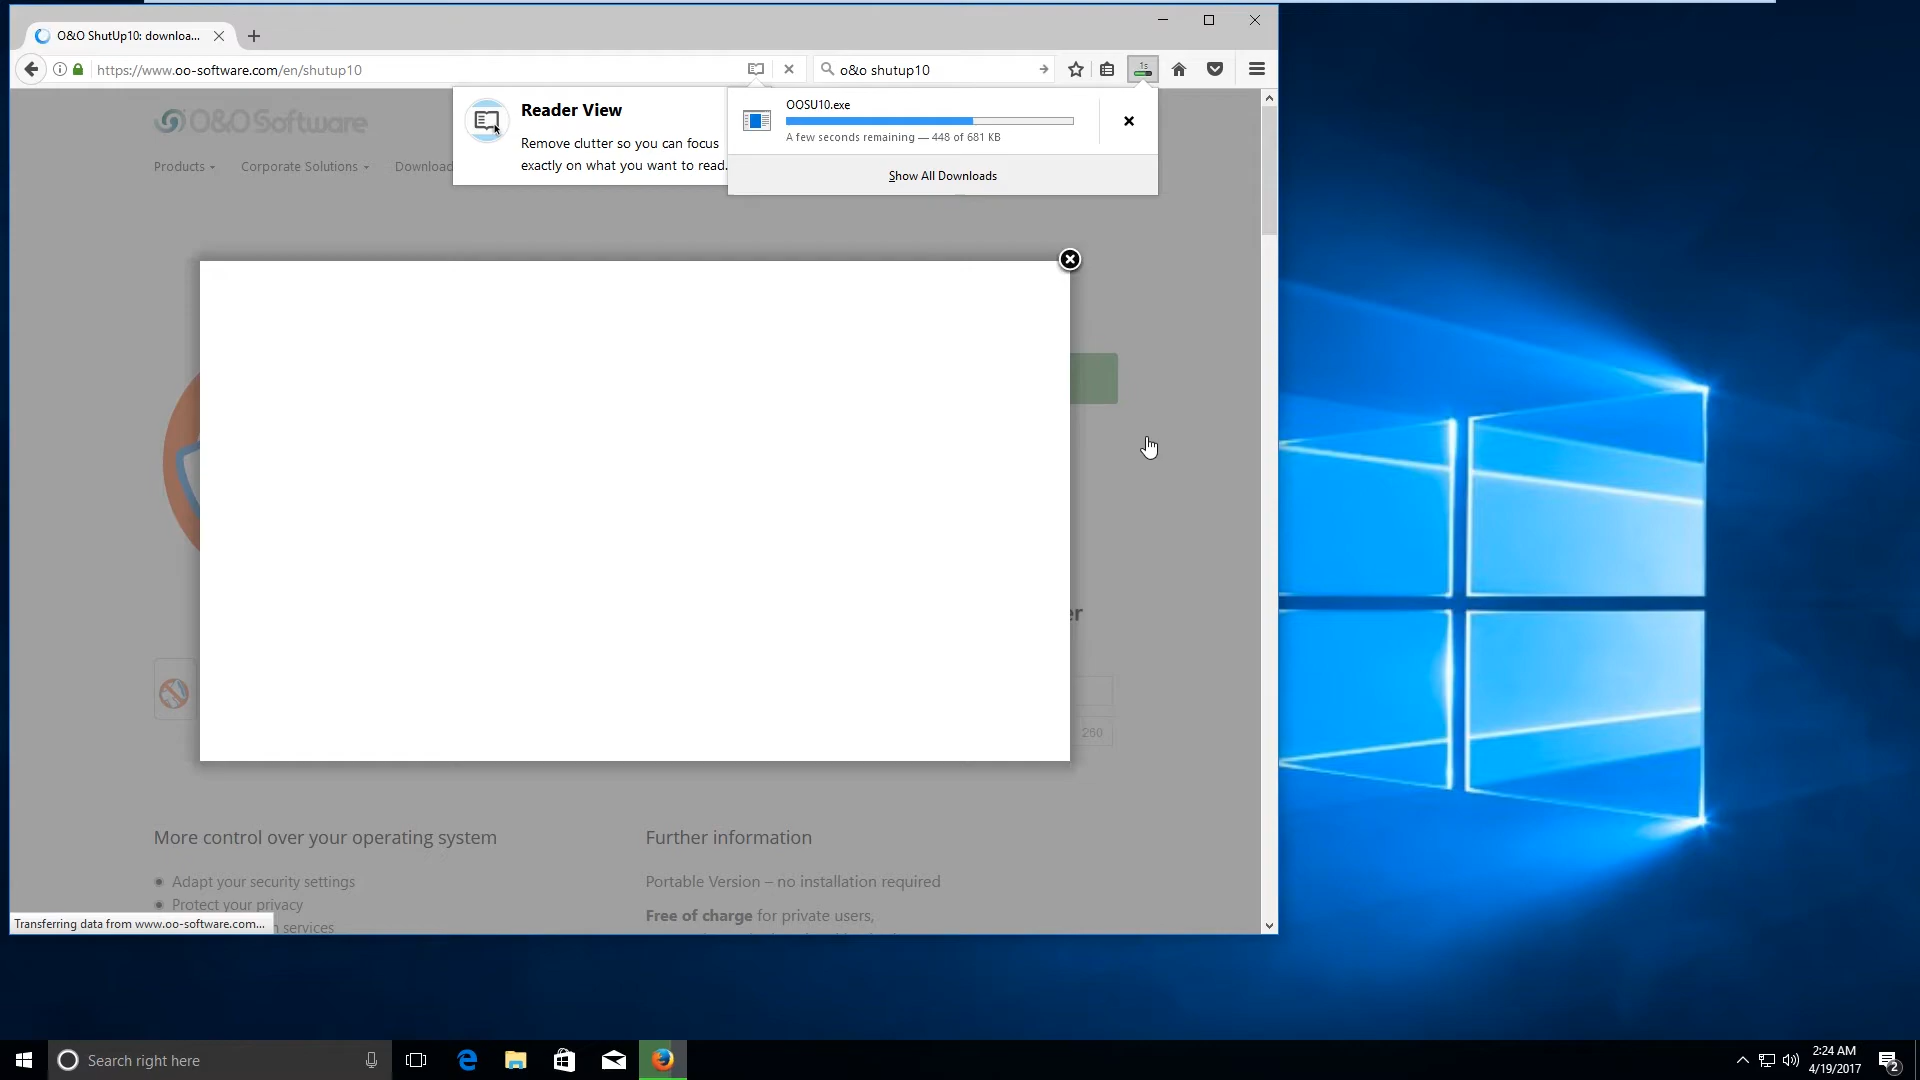 O&O ShutUp10: downloa...
https://www.oo-software.com/en/shutup10
o&o shutup10
1s
O&O Software
Products
Corporate Solutions
Download
Reader View
Remove clutter so you can focus
exactly on what you want to read.
OOSU10.exe
A few seconds remaining — 448 of 681 KB
Show All Downloads
er
260
More control over your operating system
Adapt your security settings
Protect your privacy
n services
Further information
Portable Version – no installation required
Free of charge for private users,
Transferring data from www.oo-software.com...
Search right here
2:24 AM
4/19/2017
2